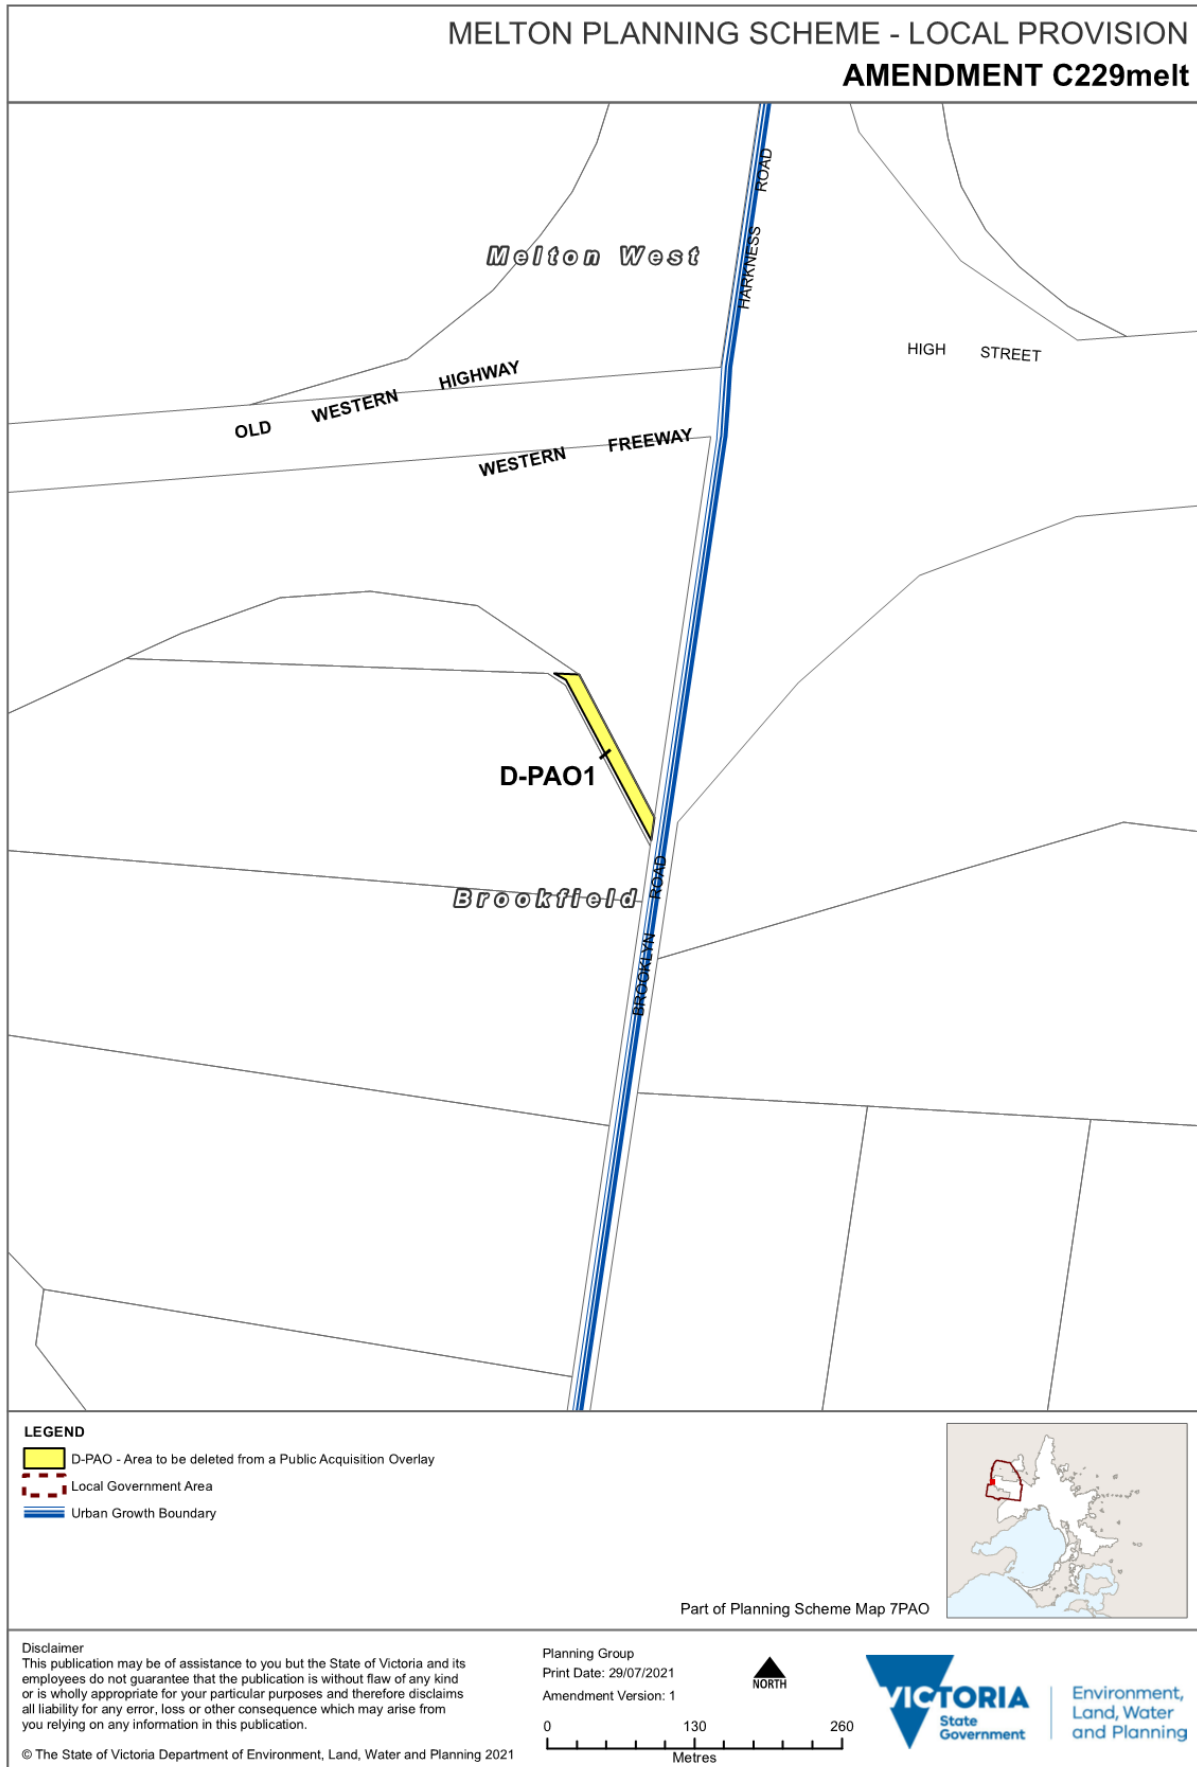 MELTON PLANNING SCHEME - LOCAL PROVISION
AMENDMENT C229melt
HARKNESS ROAD
Melton West
HIGH STREET
OLD WESTERN HIGHWAY
WESTERN FREEWAY
D-PAO1
Brookfield
BROOKLYN ROAD
LEGEND
D-PAO - Area to be deleted from a Public Acquisition Overlay
Local Government Area
Urban Growth Boundary
Part of Planning Scheme Map 7PAO
Disclaimer
This publication may be of assistance to you but the State of Victoria and its
employees do not guarantee that the publication is without flaw of any kind
or is wholly appropriate for your particular purposes and therefore disclaims
all liability for any error, loss or other consequence which may arise from
you relying on any information in this publication.
© The State of Victoria Department of Environment, Land, Water and Planning 2021
Planning Group
Print Date: 29/07/2021
Amendment Version: 1
NORTH
0 130 260
Metres
VICTORIA
State
Government
Environment,
Land, Water
and Planning